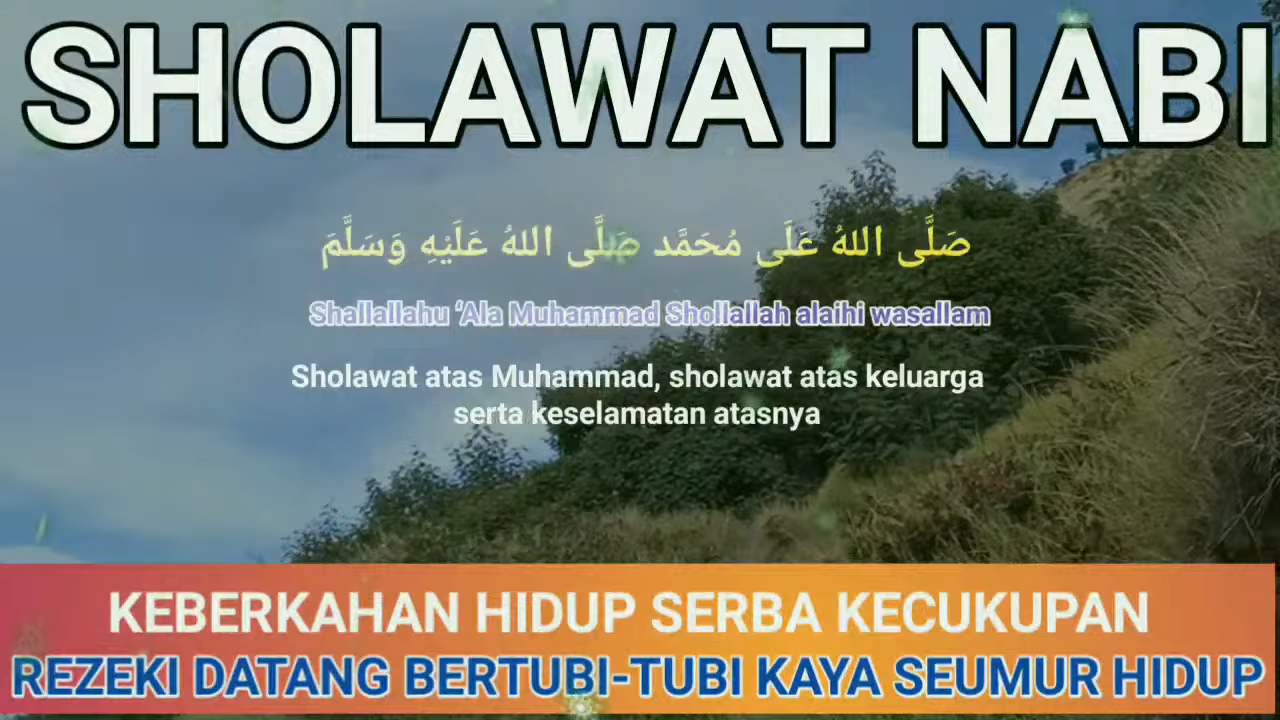 SHOLAWAT NABI
صَلَّى اللهُ عَلَى مُحَمَّد صَلَّى اللهُ عَلَيْهِ وَسَلَّمَ
Shallallahu ‘Ala Muhammad Shollallah alaihi wasallam
Sholawat atas Muhammad, sholawat atas keluarga
serta keselamatan atasnya
KEBERKAHAN HIDUP SERBA KECUKUPAN
REZEKI DATANG BERTUBI-TUBI KAYA SEUMUR HIDUP